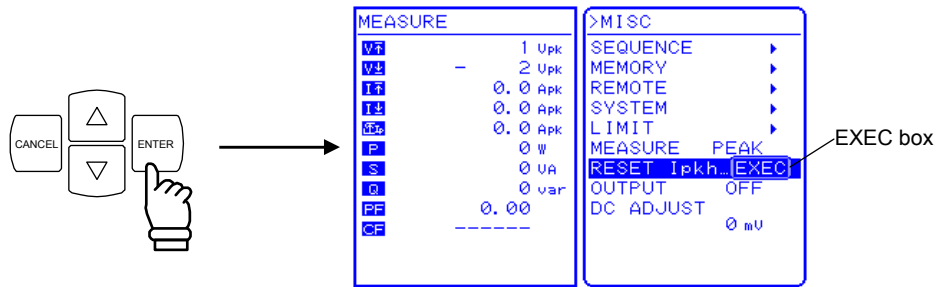 CANCEL
ENTER
MEASURE
V↑ 1 Vpk
V↓ - 2 Vpk
I↑ 0.0 Apk
I↓ 0.0 Apk
0.0 Apk
P 0 W
S 0 VA
Q 0 var
PF 0.00
CF ------
>MISC
SEQUENCE
MEMORY
REMOTE
SYSTEM
LIMIT
MEASURE PEAK
RESET Ipkh…EXEC
OUTPUT OFF
DC ADJUST
0 mV
EXEC box